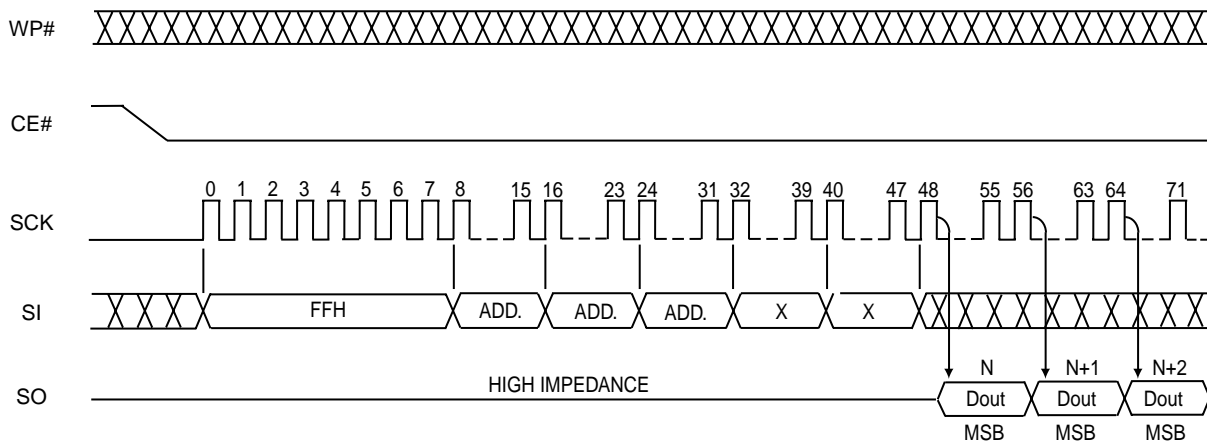 WP#
CE#
0 1 2 3 4 5 6 7 8 15 16 23 24 31 32 39 40 47 48 55 56 63 64 71
SCK
SI FFH ADD. ADD. ADD. X X
N N+1 N+2
SO HIGH IMPEDANCE Dout Dout Dout
MSB MSB MSB